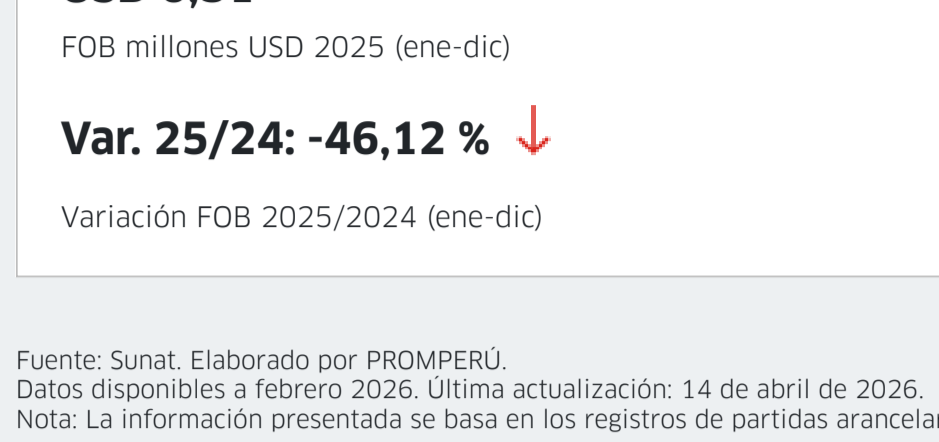 FOB millones USD 2025 (ene-dic)
Var. 25/24: -46,12 %
Variación FOB 2025/2024 (ene-dic)
Fuente: Sunat. Elaborado por PROMPERÚ.
Datos disponibles a febrero 2026. Última actualización: 14 de abril de 2026.
Nota: La información presentada se basa en los registros de partidas